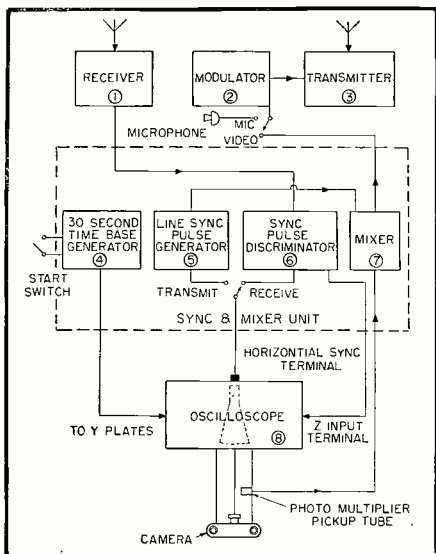 RECEIVER
①
MODULATOR
②
TRANSMITTER
③
MICROPHONE
MIC
VIDEO
30 SECOND
TIME BASE
GENERATOR
④
LINE SYNC
PULSE
GENERATOR
⑤
SYNC
PULSE
DISCRIMINATOR
⑥
MIXER
⑦
START
SWITCH
TRANSMIT
RECEIVE
SYNC & MIXER UNIT
HORIZONTIAL SYNC
TERMINAL
OSCILLOSCOPE
⑧
TO Y PLATES
Z INPUT
TERMINAL
PHOTO MULTIPLIER
PICKUP TUBE
CAMERA